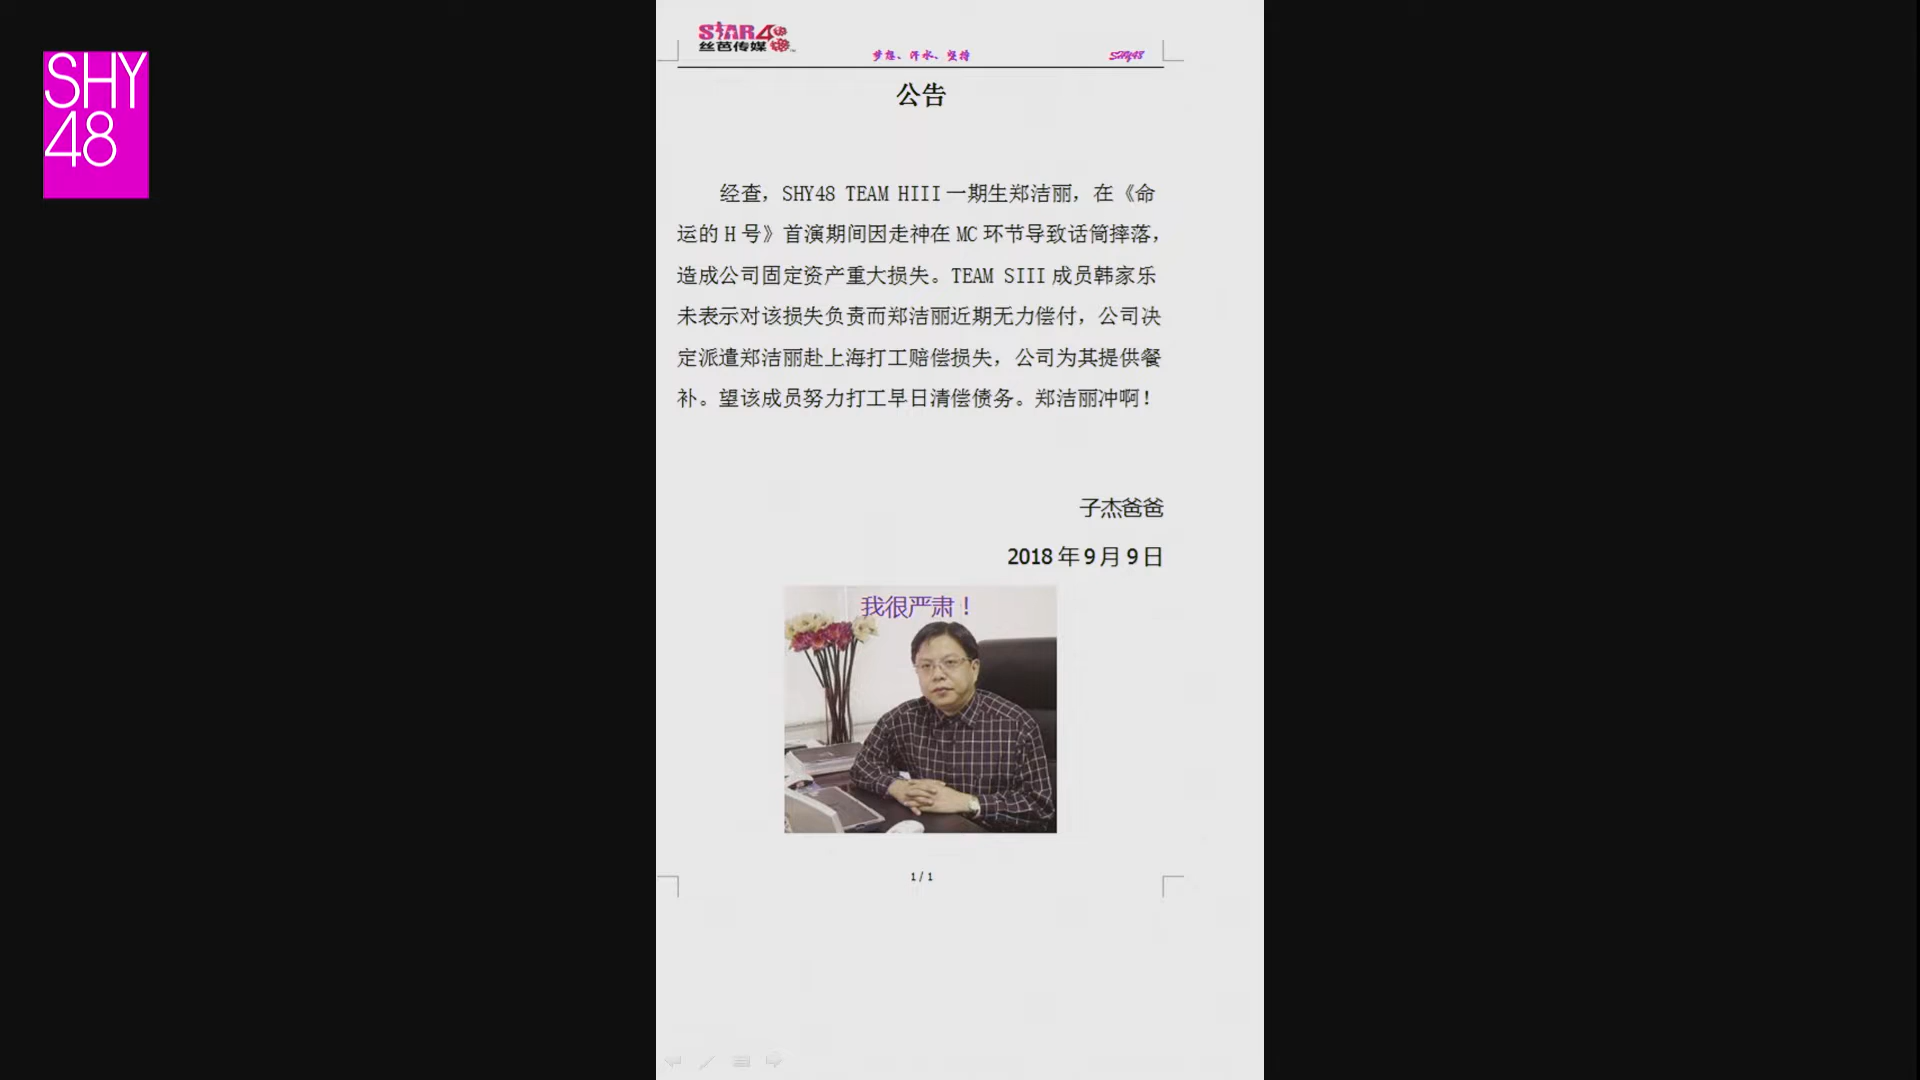 SHY
48
STAR48
丝芭传媒
梦想、汗水、坚持
SHY48
公告
经查，SHY48 TEAM HIII 一期生郑洁丽，在《命
运的 H 号》首演期间因走神在 MC 环节导致话筒摔落，
造成公司固定资产重大损失。TEAM SIII 成员韩家乐
未表示对该损失负责而郑洁丽近期无力偿付，公司决
定派遣郑洁丽赴上海打工赔偿损失，公司为其提供餐
补。望该成员努力打工早日清偿债务。郑洁丽冲啊！
子杰爸爸
2018 年 9 月 9 日
我很严肃！
1 / 1